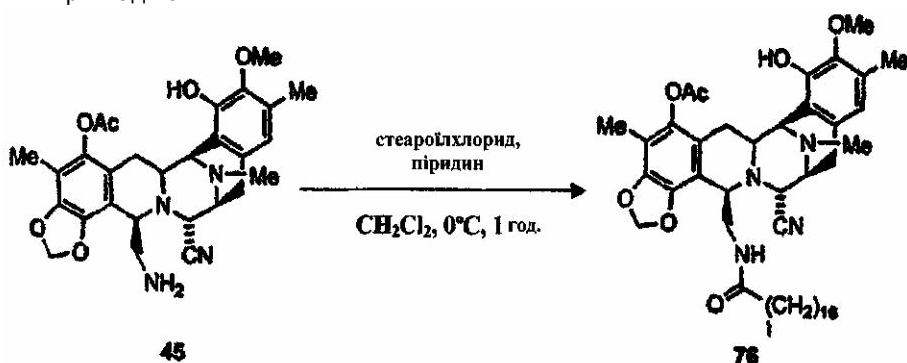 OMe
HO
Me
OAc
Me
N
Me
N
O
O
CN
NH₂
45
стеароїлхлорид,
піридин
CH₂Cl₂, 0ºC, 1 год.
OMe
HO
Me
OAc
Me
N
Me
N
O
O
CN
NH
O
(CH₂)₁₆
76